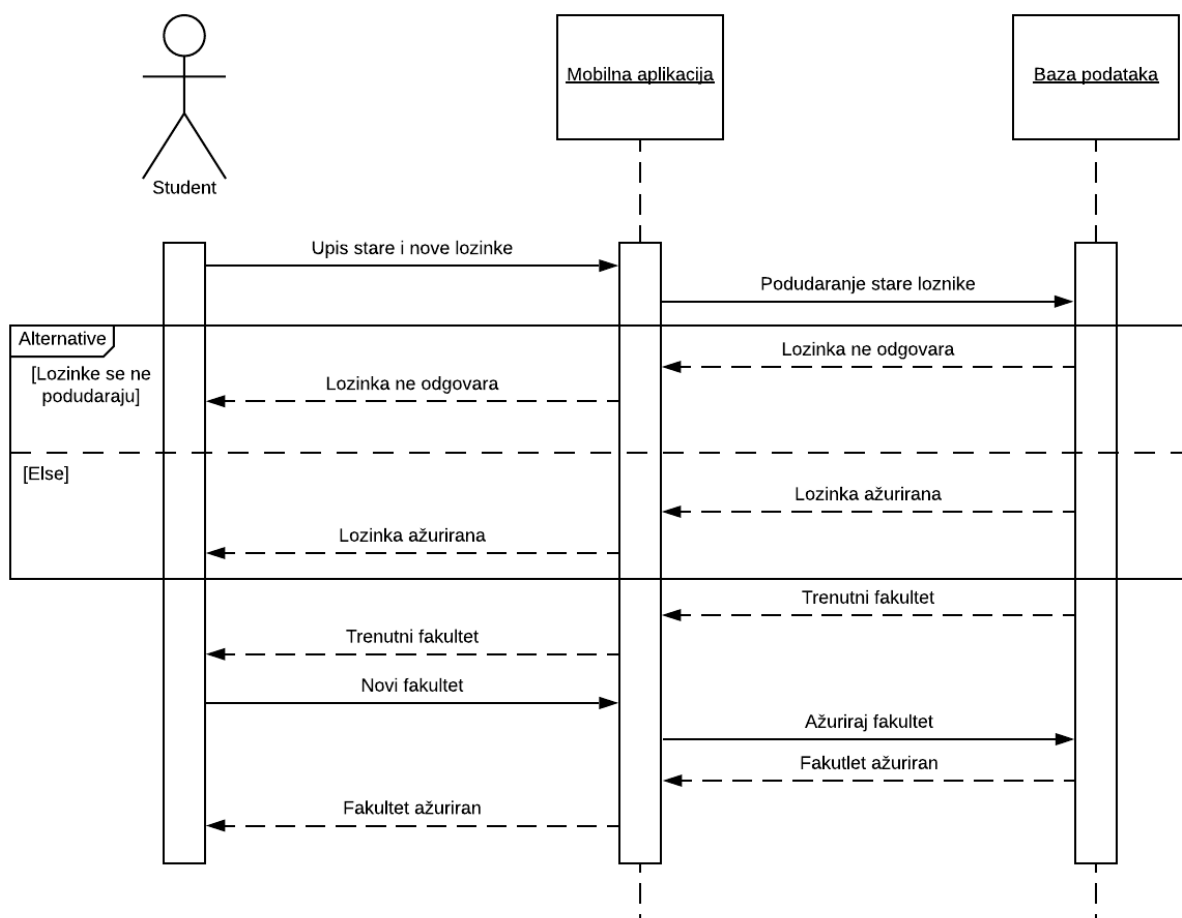 Mobilna aplikacija
Baza podataka
Student
Upis stare i nove lozinke
Podudaranje stare loznike
Alternative
Lozinka ne odgovara
[Lozinke se ne
podudaraju]
Lozinka ne odgovara
[Else]
Lozinka ažurirana
Lozinka ažurirana
Trenutni fakultet
Trenutni fakultet
Novi fakultet
Ažuriraj fakultet
Fakutlet ažuriran
Fakultet ažuriran